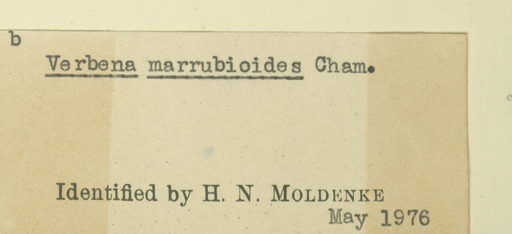 b
Verbena marrubioides Cham.
Identified by H. N. MOLDENKE
May 1976